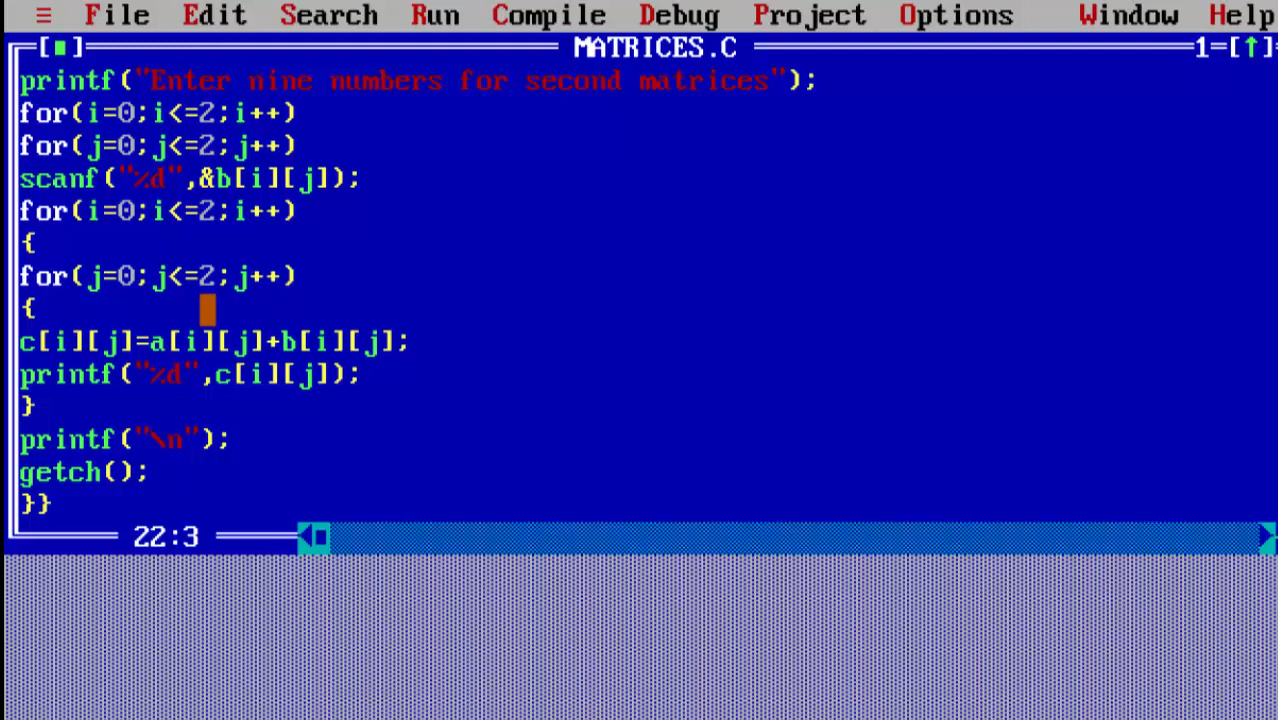 ≡ File Edit Search Run Compile Debug Project Options Window Help
[■] MATRICES.C 1=[↑]
printf("Enter nine numbers for second matrices");
for(i=0;i<=2;i++)
for(j=0;j<=2;j++)
scanf("%d",&b[i][j]);
for(i=0;i<=2;i++)
{
for(j=0;j<=2;j++)
{
c[i][j]=a[i][j]+b[i][j];
printf("%d",c[i][j]);
}
printf("\n");
getch();
}}
22:3